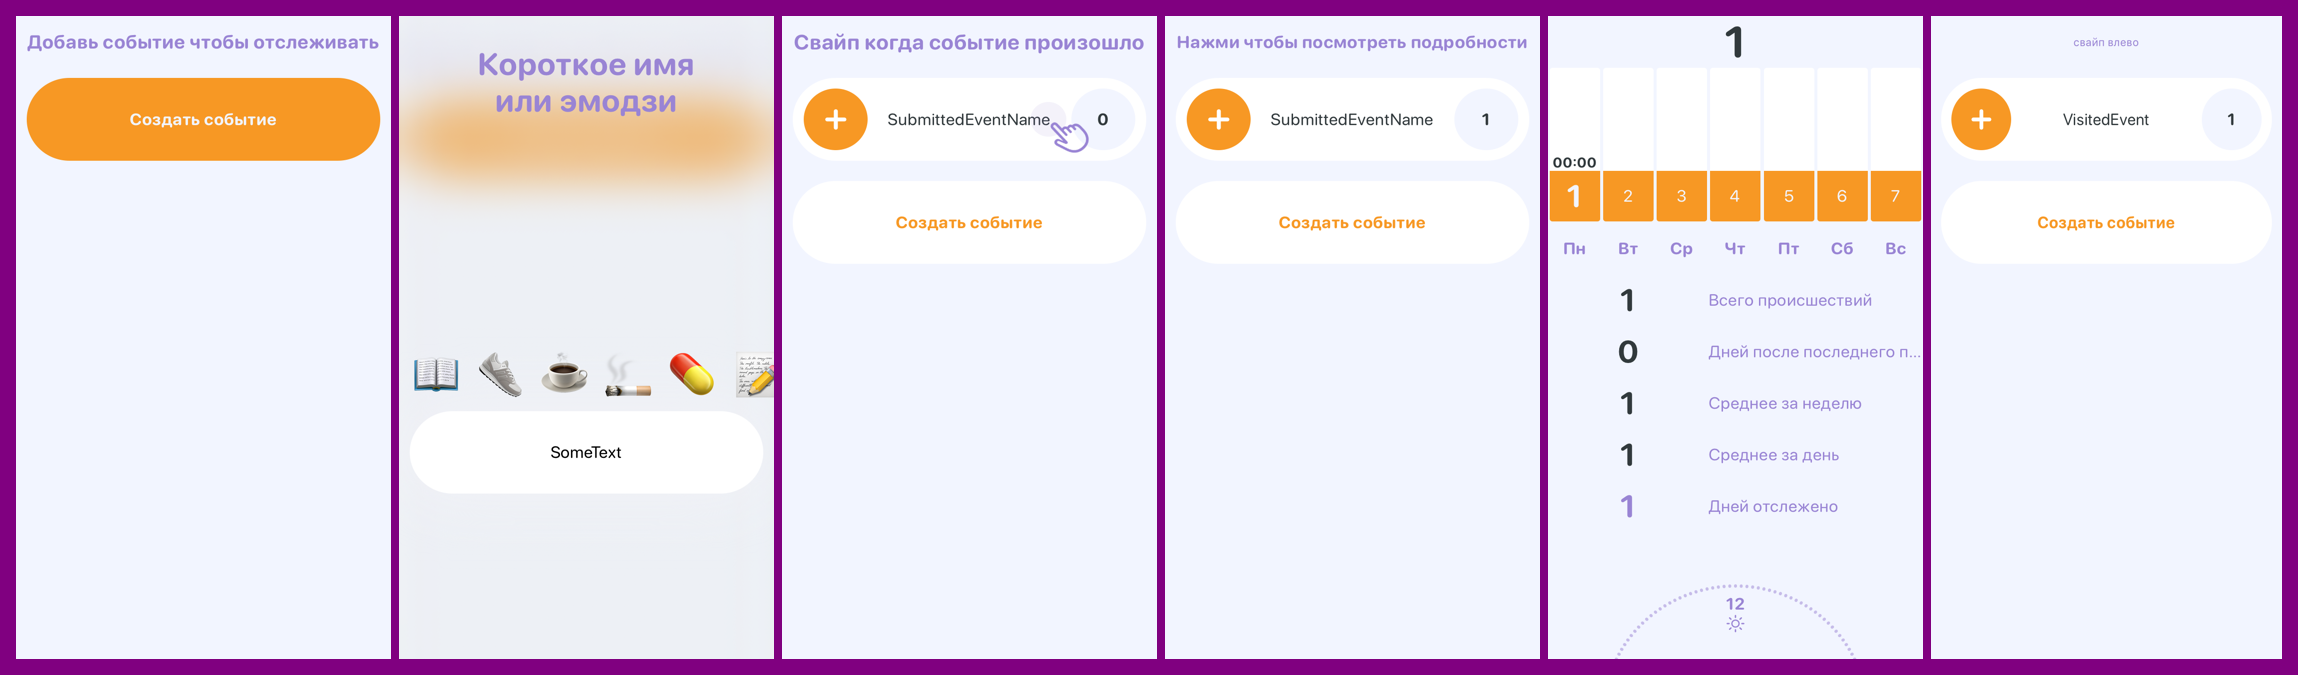 Добавь событие чтобы отслеживать
Создать событие
Короткое имя
или эмодзи
SomeText
Свайп когда событие произошло
SubmittedEventName
0
Создать событие
Нажми чтобы посмотреть подробности
SubmittedEventName
1
Создать событие
1
00:00
1 2 3 4 5 6 7
Пн Вт Ср Чт Пт Сб Вс
1 Всего происшествий
0 Дней после последнего п...
1 Среднее за неделю
1 Среднее за день
1 Дней отслежено
12
свайп влево
VisitedEvent
1
Создать событие